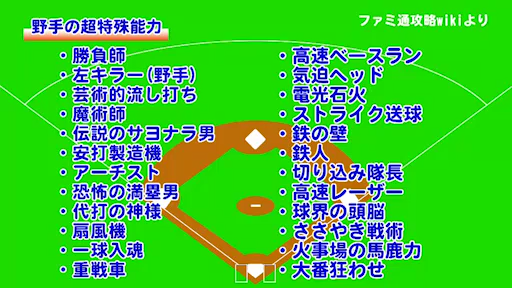 野手の超特殊能力
ファミ通攻略wikiより
・勝負師
・左キラー(野手)
・芸術的流し打ち
・魔術師
・伝説のサヨナラ男
・安打製造機
・アーチスト
・恐怖の満塁男
・代打の神様
・扇風機
・一球入魂
・重戦車
・高速ベースラン
・気迫ヘッド
・電光石火
・ストライク送球
・鉄の壁
・鉄人
・切り込み隊長
・高速レーザー
・球界の頭脳
・ささやき戦術
・火事場の馬鹿力
・大番狂わせ